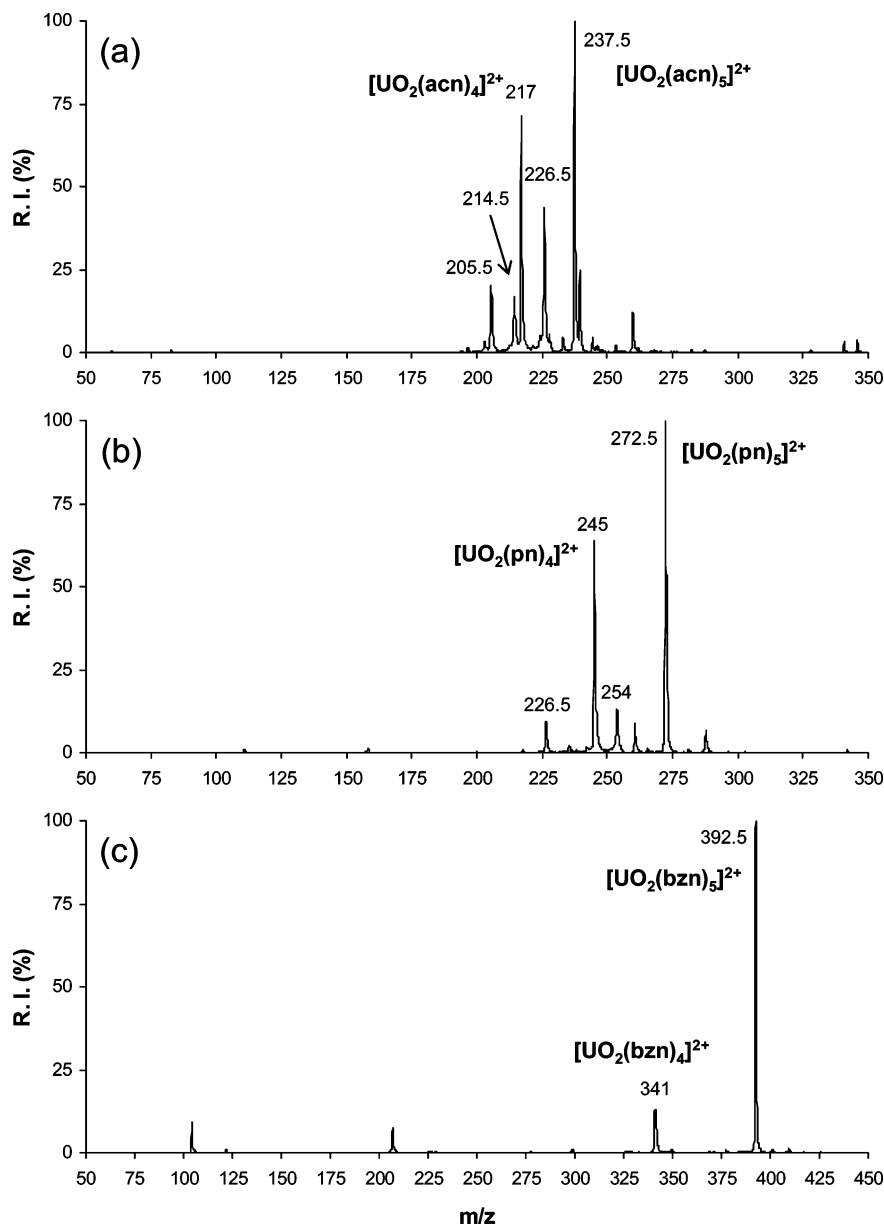 (a)
100
75
50
25
0
R. I. (%)
[UO2(acn)4]2+
217
237.5
[UO2(acn)5]2+
226.5
214.5
205.5
50 75 100 125 150 175 200 225 250 275 300 325 350
(b)
100
75
50
25
0
R. I. (%)
272.5
[UO2(pn)5]2+
245
[UO2(pn)4]2+
226.5
254
50 75 100 125 150 175 200 225 250 275 300 325 350
(c)
100
75
50
25
0
R. I. (%)
392.5
[UO2(bzn)5]2+
[UO2(bzn)4]2+
341
50 75 100 125 150 175 200 225 250 275 300 325 350 375 400 425 450
m/z